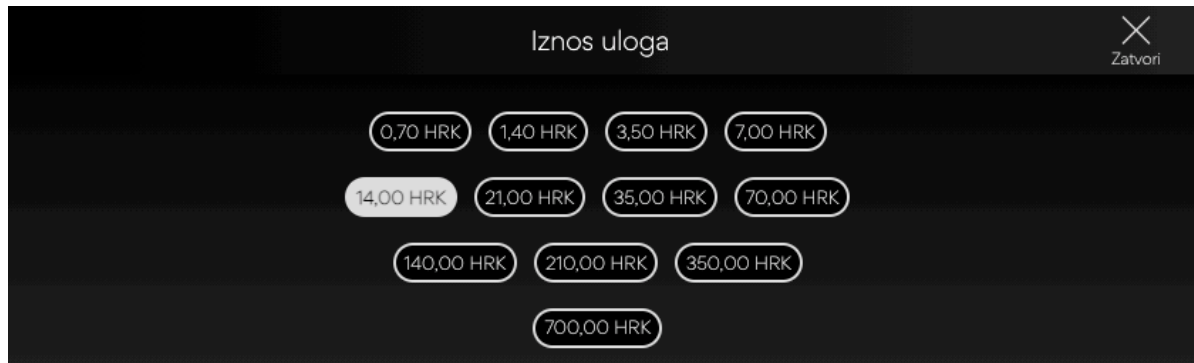 Iznos uloga
Zatvori
0,70 HRK 1,40 HRK 3,50 HRK 7,00 HRK
14,00 HRK 21,00 HRK 35,00 HRK 70,00 HRK
140,00 HRK 210,00 HRK 350,00 HRK
700,00 HRK